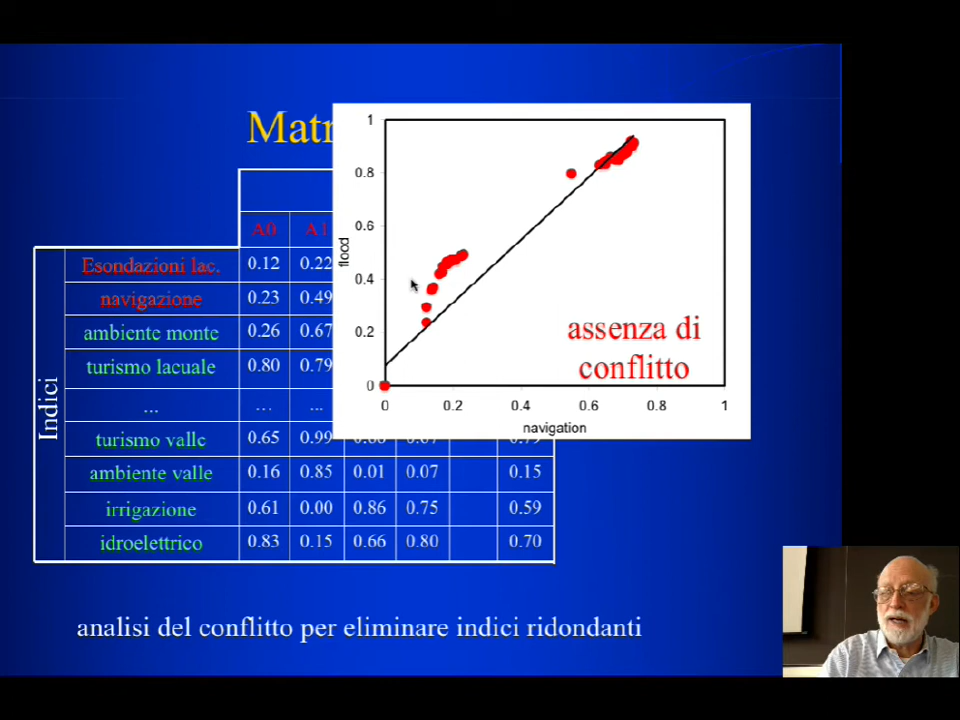 Matr
A0 A1
Esondazioni lac. 0.12 0.22
navigazione 0.23 0.49
ambiente monte 0.26 0.67
turismo lacuale 0.80 0.79
... ... ...
turismo valle 0.65 0.99
ambiente valle 0.16 0.85 0.01 0.07 0.15
irrigazione 0.61 0.00 0.86 0.75 0.59
idroelettrico 0.83 0.15 0.66 0.80 0.70
Indici
1
0.8
0.6
0.4
0.2
0
flood
0 0.2 0.4 0.6 0.8 1
navigation
assenza di
conflitto
analisi del conflitto per eliminare indici ridondanti